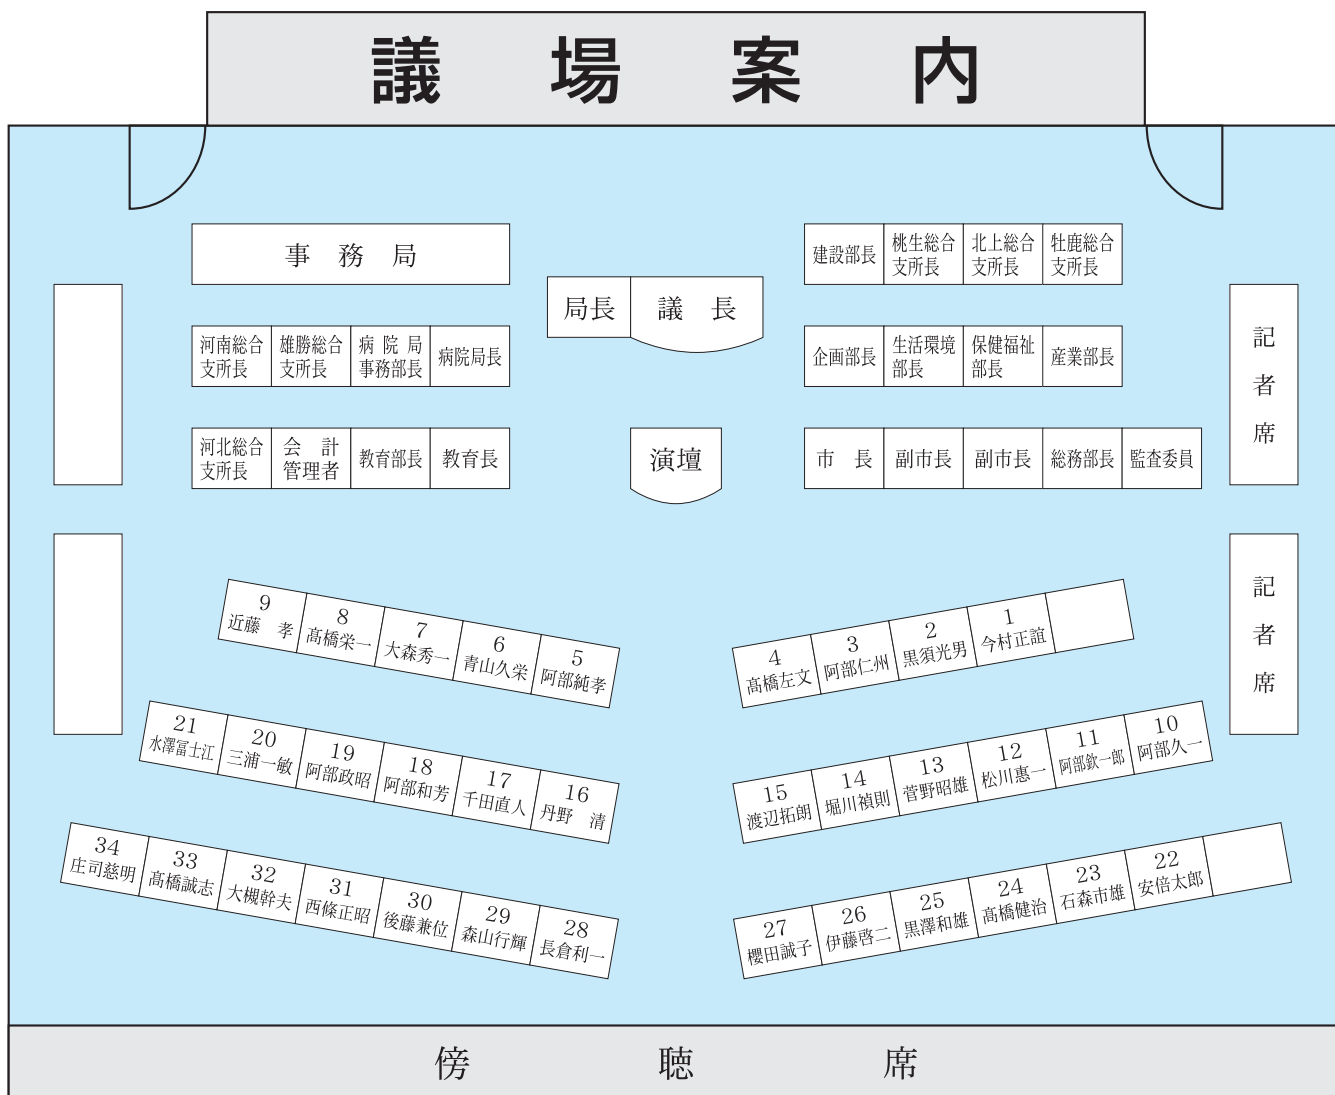 議場案内
事務局
局長
議長
建設部長
桃生総合
支所長
北上総合
支所長
牡鹿総合
支所長
河南総合
支所長
雄勝総合
支所長
病院局
事務部長
病院局長
企画部長
生活環境
部長
保健福祉
部長
産業部長
記者席
河北総合
支所長
会計
管理者
教育部長
教育長
演壇
市長
副市長
副市長
総務部長
監査委員
記者席
9
近藤 孝
8
髙橋栄一
7
大森秀一
6
青山久栄
5
阿部純孝
4
髙橋左文
3
阿部仁州
2
黒須光男
1
今村正誼
21
水澤冨士江
20
三浦一敏
19
阿部政昭
18
阿部和芳
17
千田直人
16
丹野 清
15
渡辺拓朗
14
堀川禎則
13
菅野昭雄
12
松川恵一
11
阿部欽一郎
10
阿部久一
34
庄司慈明
33
髙橋誠志
32
大槻幹夫
31
西條正昭
30
後藤兼位
29
森山行輝
28
長倉利一
27
櫻田誠子
26
伊藤啓二
25
黒澤和雄
24
髙橋健治
23
石森市雄
22
安倍太郎
傍聴席